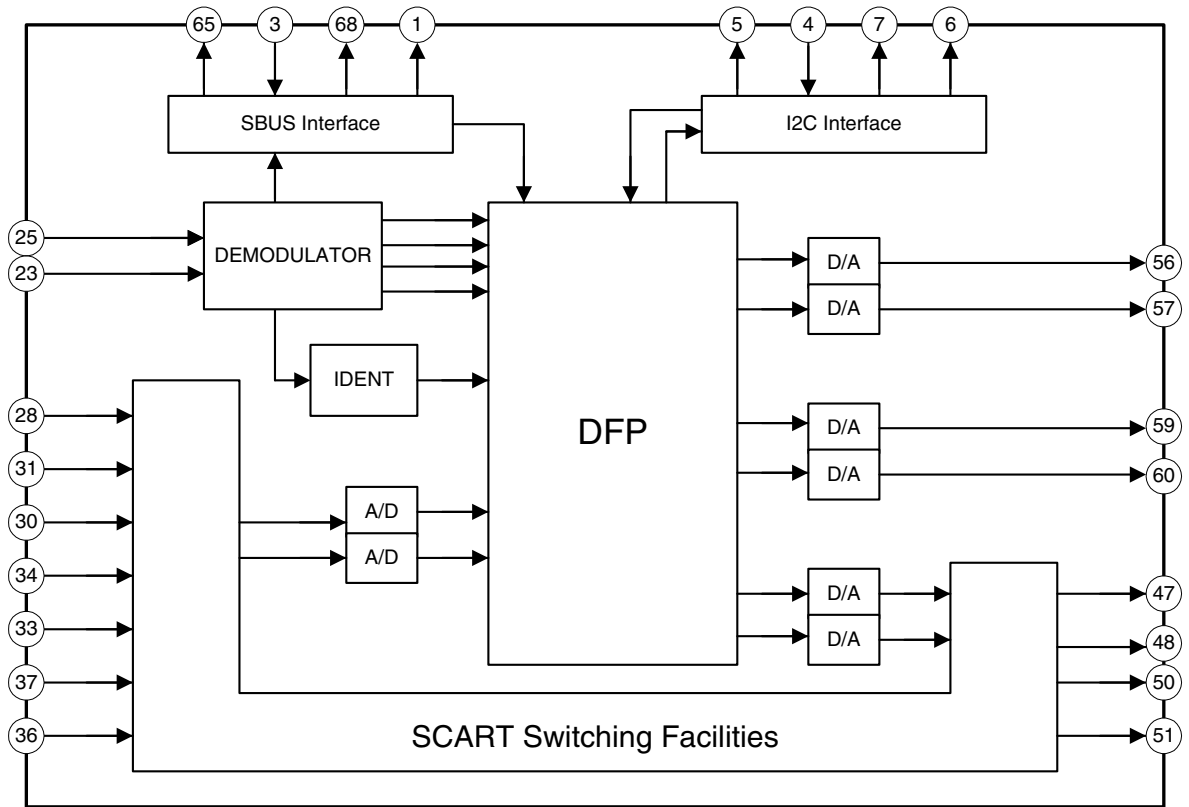 65 3 68 1 5 4 7 6
SBUS Interface
I2C Interface
25
DEMODULATOR
23
D/A
56
D/A
57
IDENT
28
DFP
D/A
59
31
D/A
60
30
A/D
34
A/D
D/A
47
33
D/A
48
37
50
36
SCART Switching Facilities
51